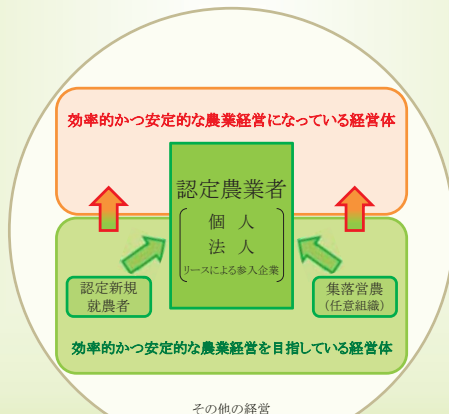 効率的かつ安定的な農業経営になっている経営体
認定農業者
個 人
法 人
リースによる参入企業
認定新規
就農者
集落営農
(任意組織)
効率的かつ安定的な農業経営を目指している経営体
その他の経営